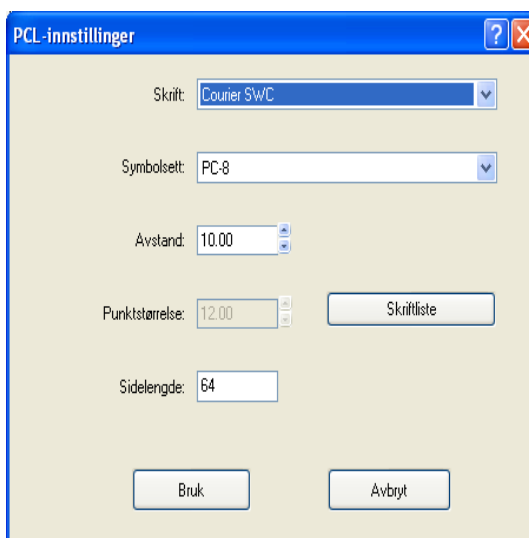 PCL-innstillinger
Skrift: Courier SWC
Symbolsett: PC-8
Avstand: 10.00
Punktstørrelse: 12.00 Skriftliste
Sidelengde: 64
Bruk Avbryt